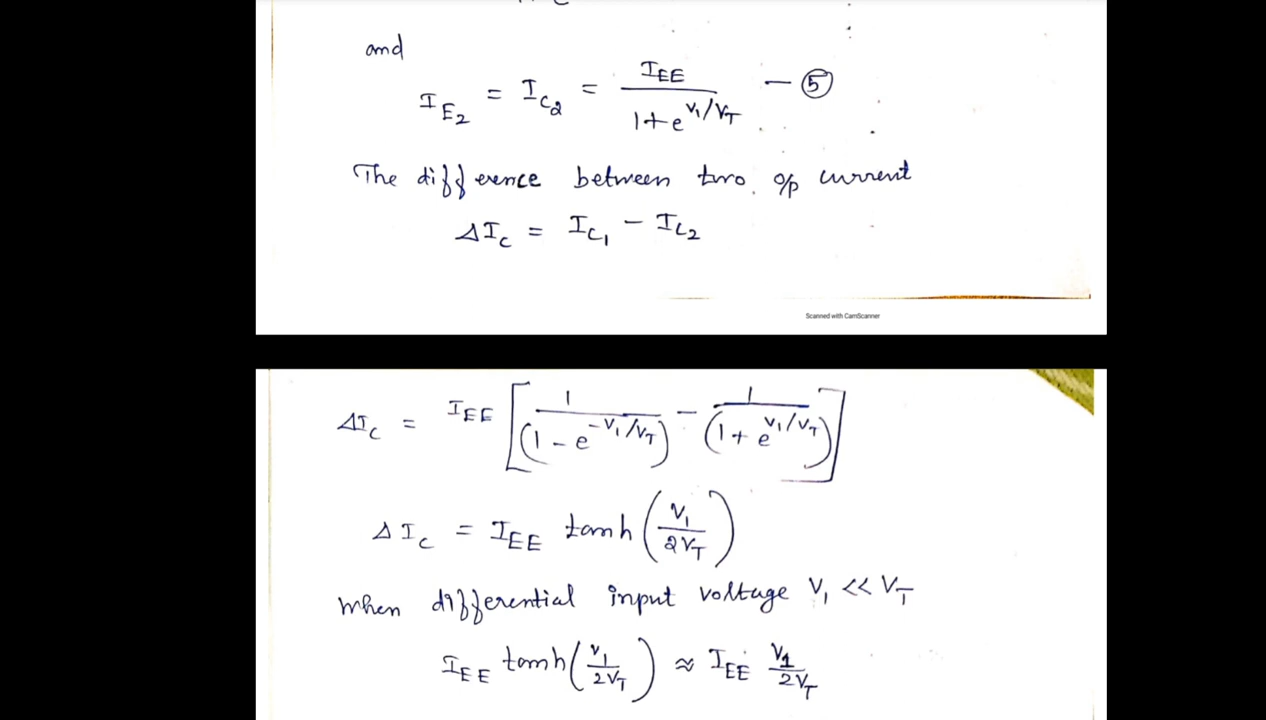 and
I_E2 = I_C2 = I_EE / (1+e^(V1/VT)) — ⑤
The difference between two o/p current
ΔI_C = I_C1 − I_C2
Scanned with CamScanner
ΔI_C = I_EE [ 1/(1 − e^(−V1/VT)) − 1/(1 + e^(V1/VT)) ]
ΔI_C = I_EE tanh (V1/2VT)
When differential input voltage V1 << VT
I_EE tanh (V1/2VT) ≈ I_EE V1/2VT